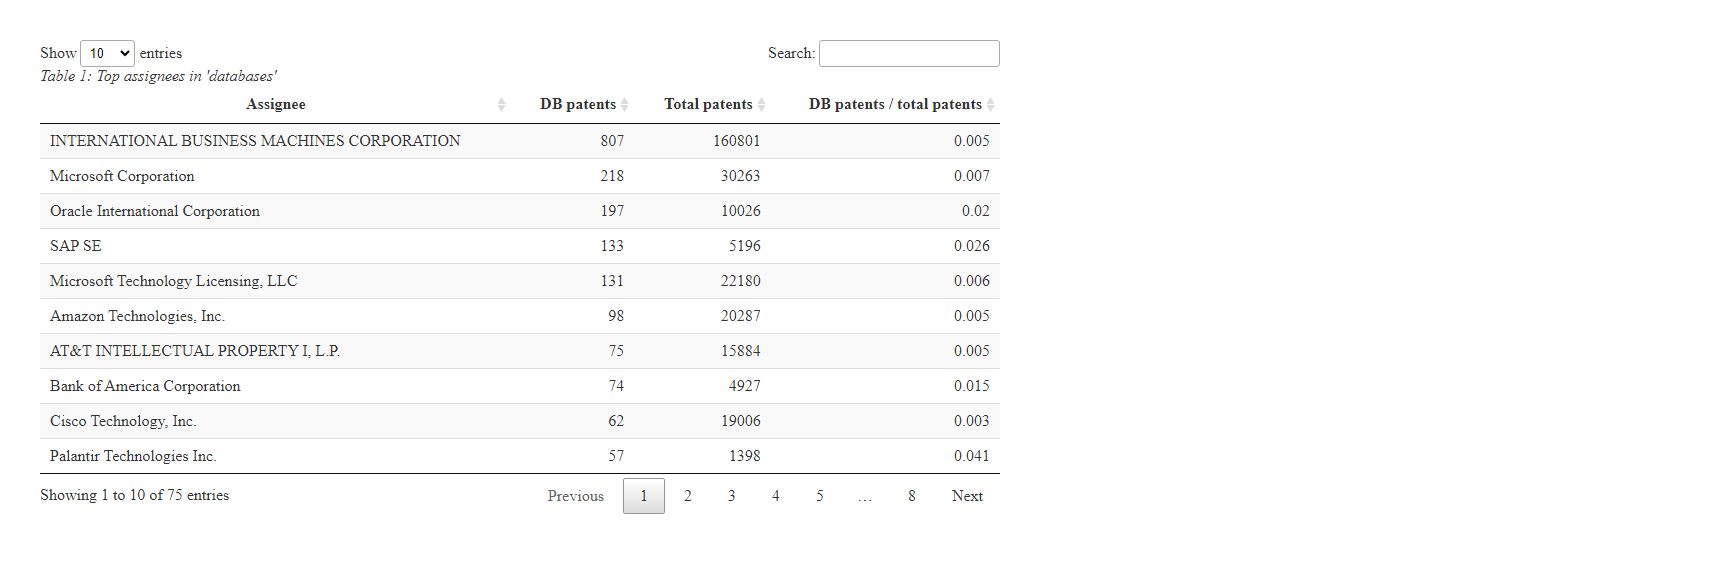 Show 10 entries Search:
Table 1: Top assignees in 'databases'
Assignee DB patents Total patents DB patents / total patents
INTERNATIONAL BUSINESS MACHINES CORPORATION 807 160801 0.005
Microsoft Corporation 218 30263 0.007
Oracle International Corporation 197 10026 0.02
SAP SE 133 5196 0.026
Microsoft Technology Licensing, LLC 131 22180 0.006
Amazon Technologies, Inc. 98 20287 0.005
AT&T INTELLECTUAL PROPERTY I, L.P. 75 15884 0.005
Bank of America Corporation 74 4927 0.015
Cisco Technology, Inc. 62 19006 0.003
Palantir Technologies Inc. 57 1398 0.041
Showing 1 to 10 of 75 entries Previous 1 2 3 4 5 … 8 Next